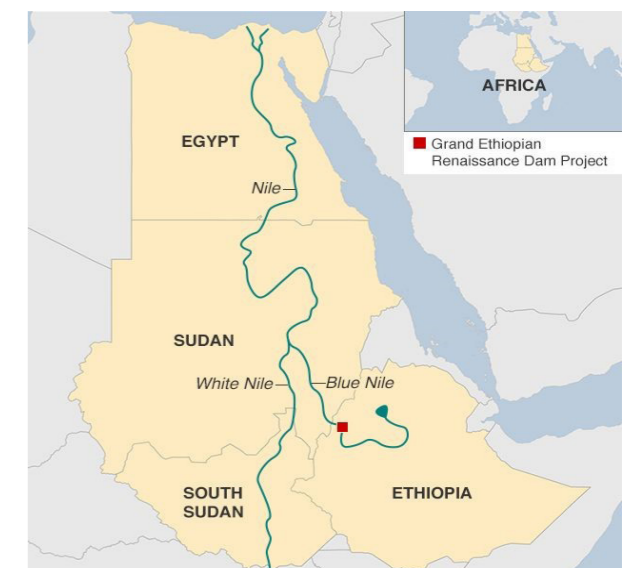 AFRICA
Grand Ethiopian
Renaissance Dam Project
EGYPT
Nile
SUDAN
White Nile
Blue Nile
SOUTH
SUDAN
ETHIOPIA